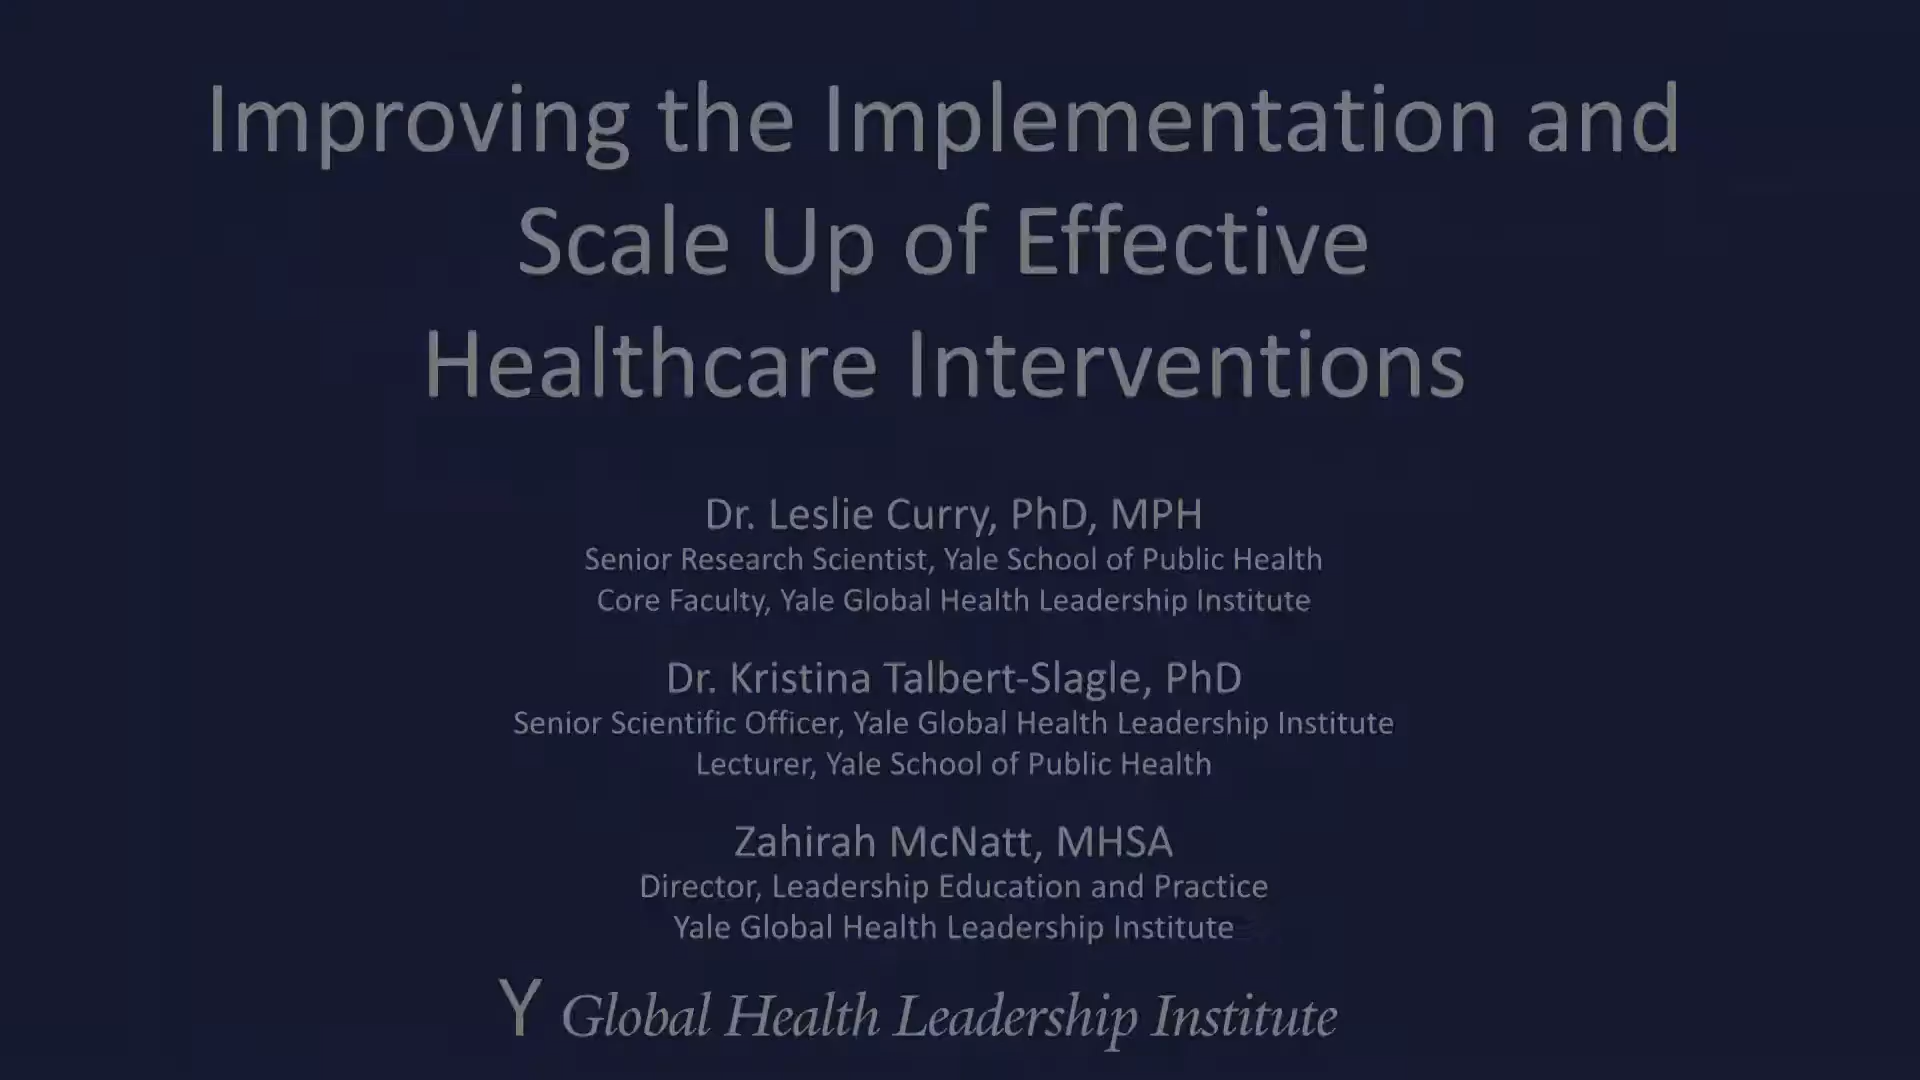 Improving the Implementation and
Scale Up of Effective
Healthcare Interventions
Dr. Leslie Curry, PhD, MPH
Senior Research Scientist, Yale School of Public Health
Core Faculty, Yale Global Health Leadership Institute
Dr. Kristina Talbert-Slagle, PhD
Senior Scientific Officer, Yale Global Health Leadership Institute
Lecturer, Yale School of Public Health
Zahirah McNatt, MHSA
Director, Leadership Education and Practice
Yale Global Health Leadership Institute
Y Global Health Leadership Institute